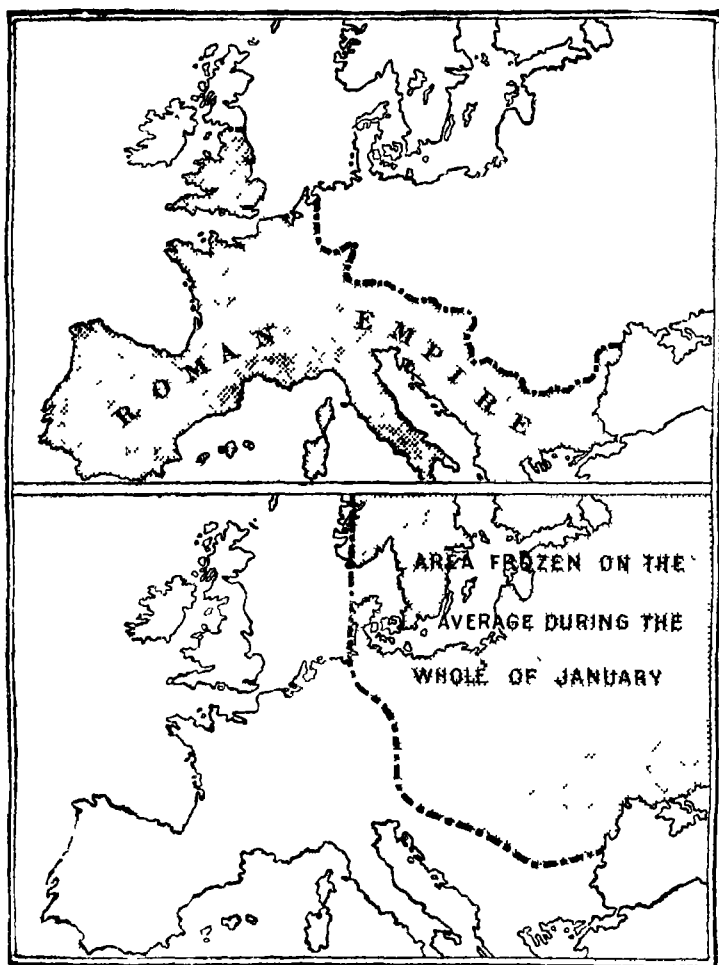 ROMAN EMPIRE
AREA FROZEN ON THE
AVERAGE DURING THE
WHOLE OF JANUARY